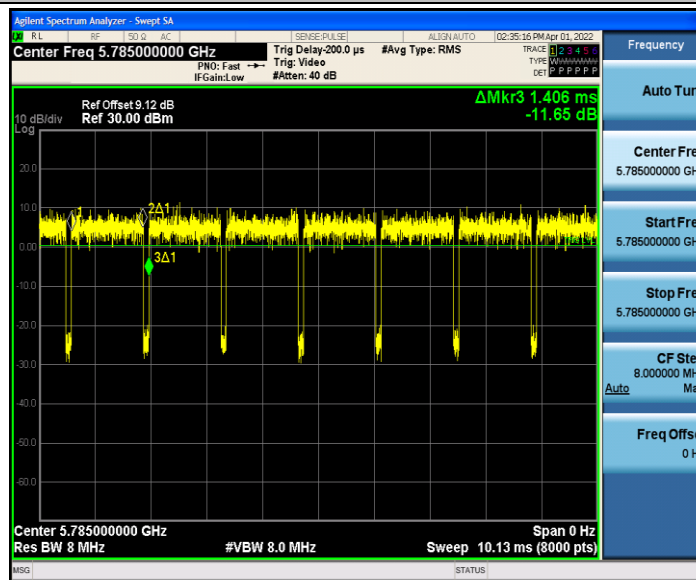 Agilent Spectrum Analyzer - Swept SA
RL RF 50 Ω AC SENSE:PULSE ALIGN AUTO 02:35:16 PM Apr 01, 2022
Center Freq 5.785000000 GHz
PNO: Fast
IFGain:Low
Trig Delay-200.0 µs
Trig: Video
#Atten: 40 dB
#Avg Type: RMS
TRACE 1 2 3 4 5 6
TYPE W
DET P P P P P P
Frequency
Auto Tun
Center Fre
5.785000000 GH
Start Fre
5.785000000 GH
Stop Fre
5.785000000 GH
CF Ste
8.000000 MH
Auto Ma
Freq Offse
0 H
ΔMkr3 1.406 ms
-11.65 dB
Ref Offset 9.12 dB
10 dB/div Ref 30.00 dBm
Log
20.0
10.0
0.00
-10.0
-20.0
-30.0
-40.0
-50.0
-60.0
1
2Δ1
3Δ1
Center 5.785000000 GHz Span 0 Hz
Res BW 8 MHz #VBW 8.0 MHz Sweep 10.13 ms (8000 pts)
MSG STATUS